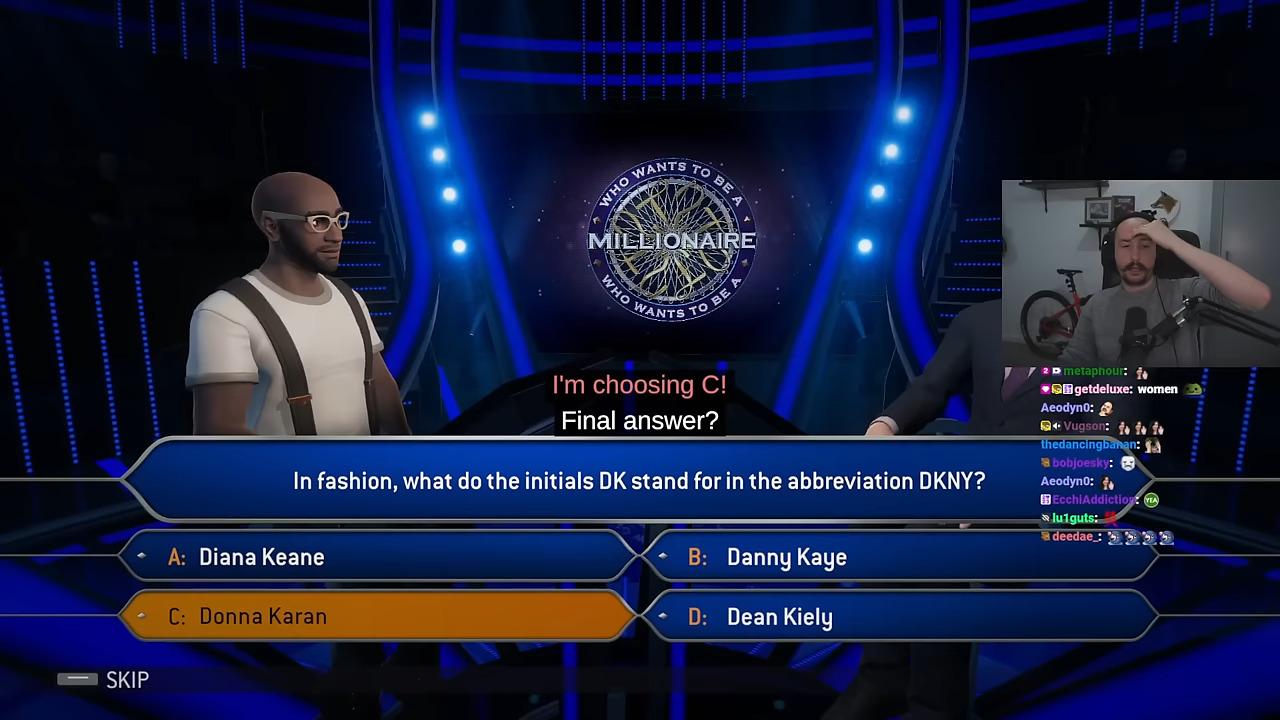 WHO WANTS TO BE A
MILLIONAIRE
WHO WANTS TO BE A
I'm choosing C!
Final answer?
In fashion, what do the initials DK stand for in the abbreviation DKNY?
A: Diana Keane
B: Danny Kaye
C: Donna Karan
D: Dean Kiely
SKIP
metaphour:
getdeluxe: women
Aeodyn0:
Vugson:
thedancingbanan:
bobjoesky:
Aeodyn0:
EcchiAddiction: YEA
lu1guts:
deedae_: